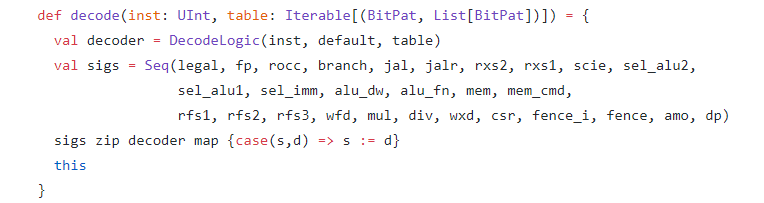 def decode(inst: UInt, table: Iterable[(BitPat, List[BitPat])]) = {
  val decoder = DecodeLogic(inst, default, table)
  val sigs = Seq(legal, fp, rocc, branch, jal, jalr, rxs2, rxs1, scie, sel_alu2,
                 sel_alu1, sel_imm, alu_dw, alu_fn, mem, mem_cmd,
                 rfs1, rfs2, rfs3, wfd, mul, div, wxd, csr, fence_i, fence, amo, dp)
  sigs zip decoder map {case(s,d) => s := d}
  this
}